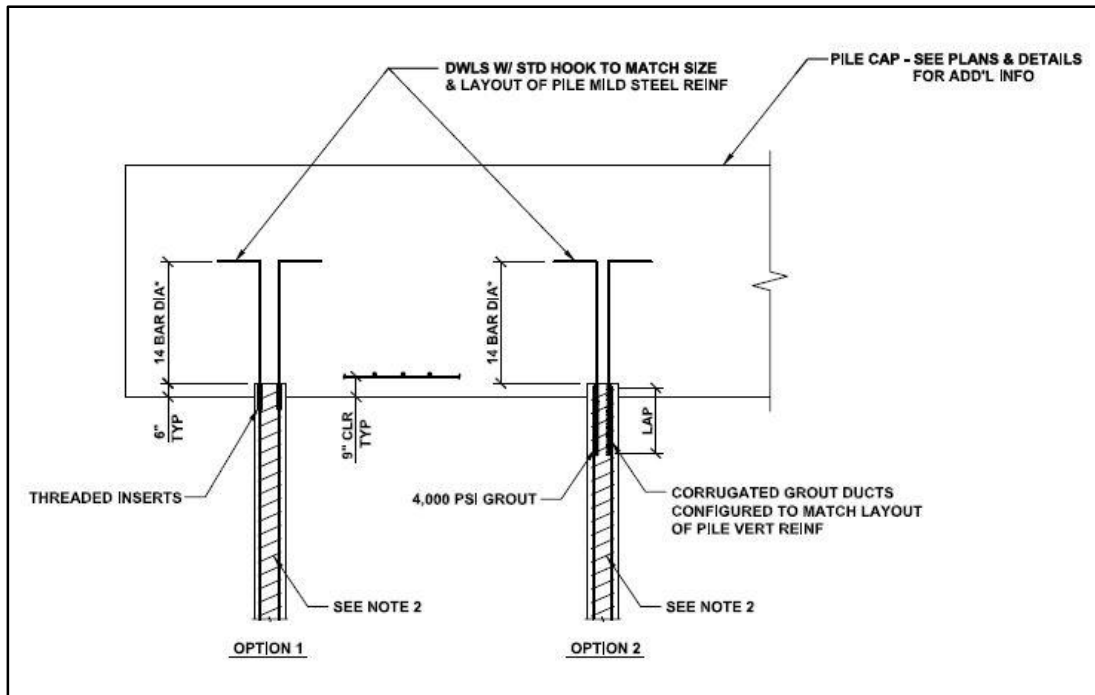 DWLS W/ STD HOOK TO MATCH SIZE
& LAYOUT OF PILE MILD STEEL REINF
PILE CAP - SEE PLANS & DETAILS
FOR ADD'L INFO
14 BAR DIA*
6"
TYP
9" CLR
TYP
14 BAR DIA*
LAP
THREADED INSERTS
4,000 PSI GROUT
CORRUGATED GROUT DUCTS
CONFIGURED TO MATCH LAYOUT
OF PILE VERT REINF
SEE NOTE 2
SEE NOTE 2
OPTION 1
OPTION 2